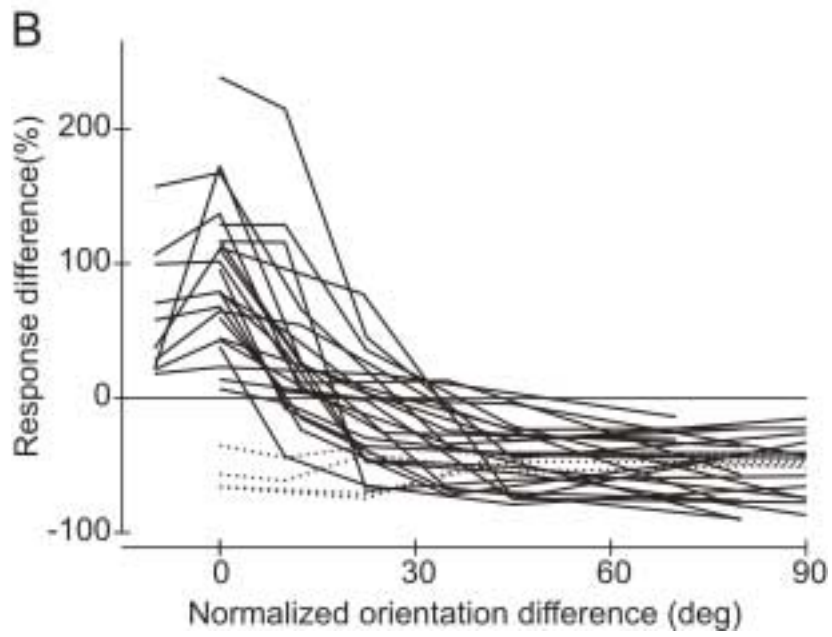 B
Response difference(%)
200
100
0
-100
0 30 60 90
Normalized orientation difference (deg)